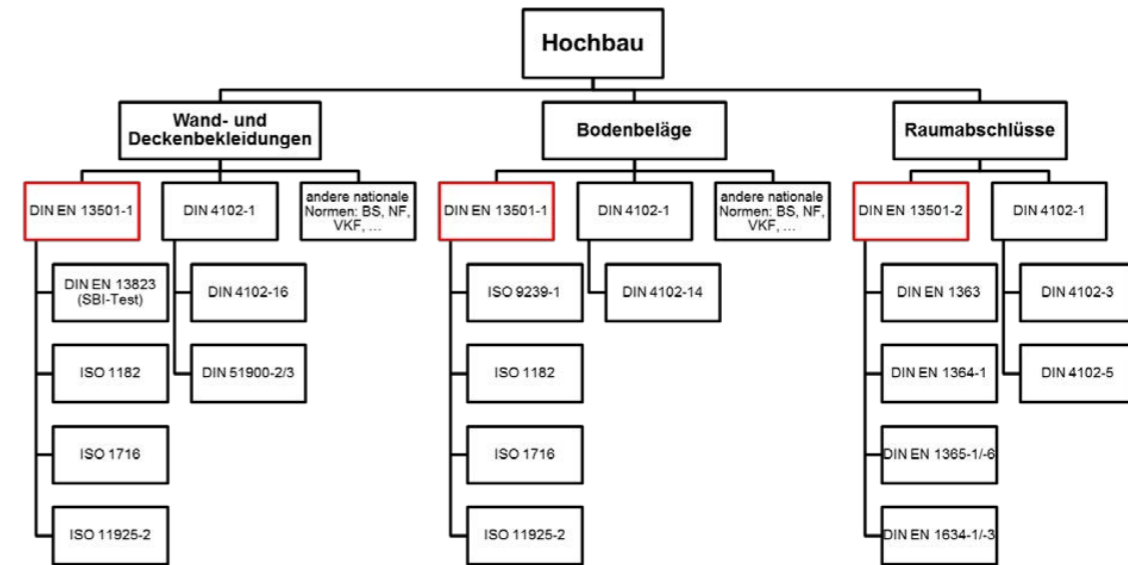 Hochbau
Wand- und
Deckenbekleidungen
Bodenbeläge
Raumabschlüsse
DIN EN 13501-1
DIN 4102-1
andere nationale
Normen: BS, NF,
VKF, ...
DIN EN 13501-1
DIN 4102-1
andere nationale
Normen: BS, NF,
VKF, ...
DIN EN 13501-2
DIN 4102-1
DIN EN 13823
(SBI-Test)
DIN 4102-16
ISO 9239-1
DIN 4102-14
DIN EN 1363
DIN 4102-3
ISO 1182
DIN 51900-2/3
ISO 1182
DIN EN 1364-1
DIN 4102-5
ISO 1716
ISO 1716
DIN EN 1365-1/-6
ISO 11925-2
ISO 11925-2
DIN EN 1634-1/-3